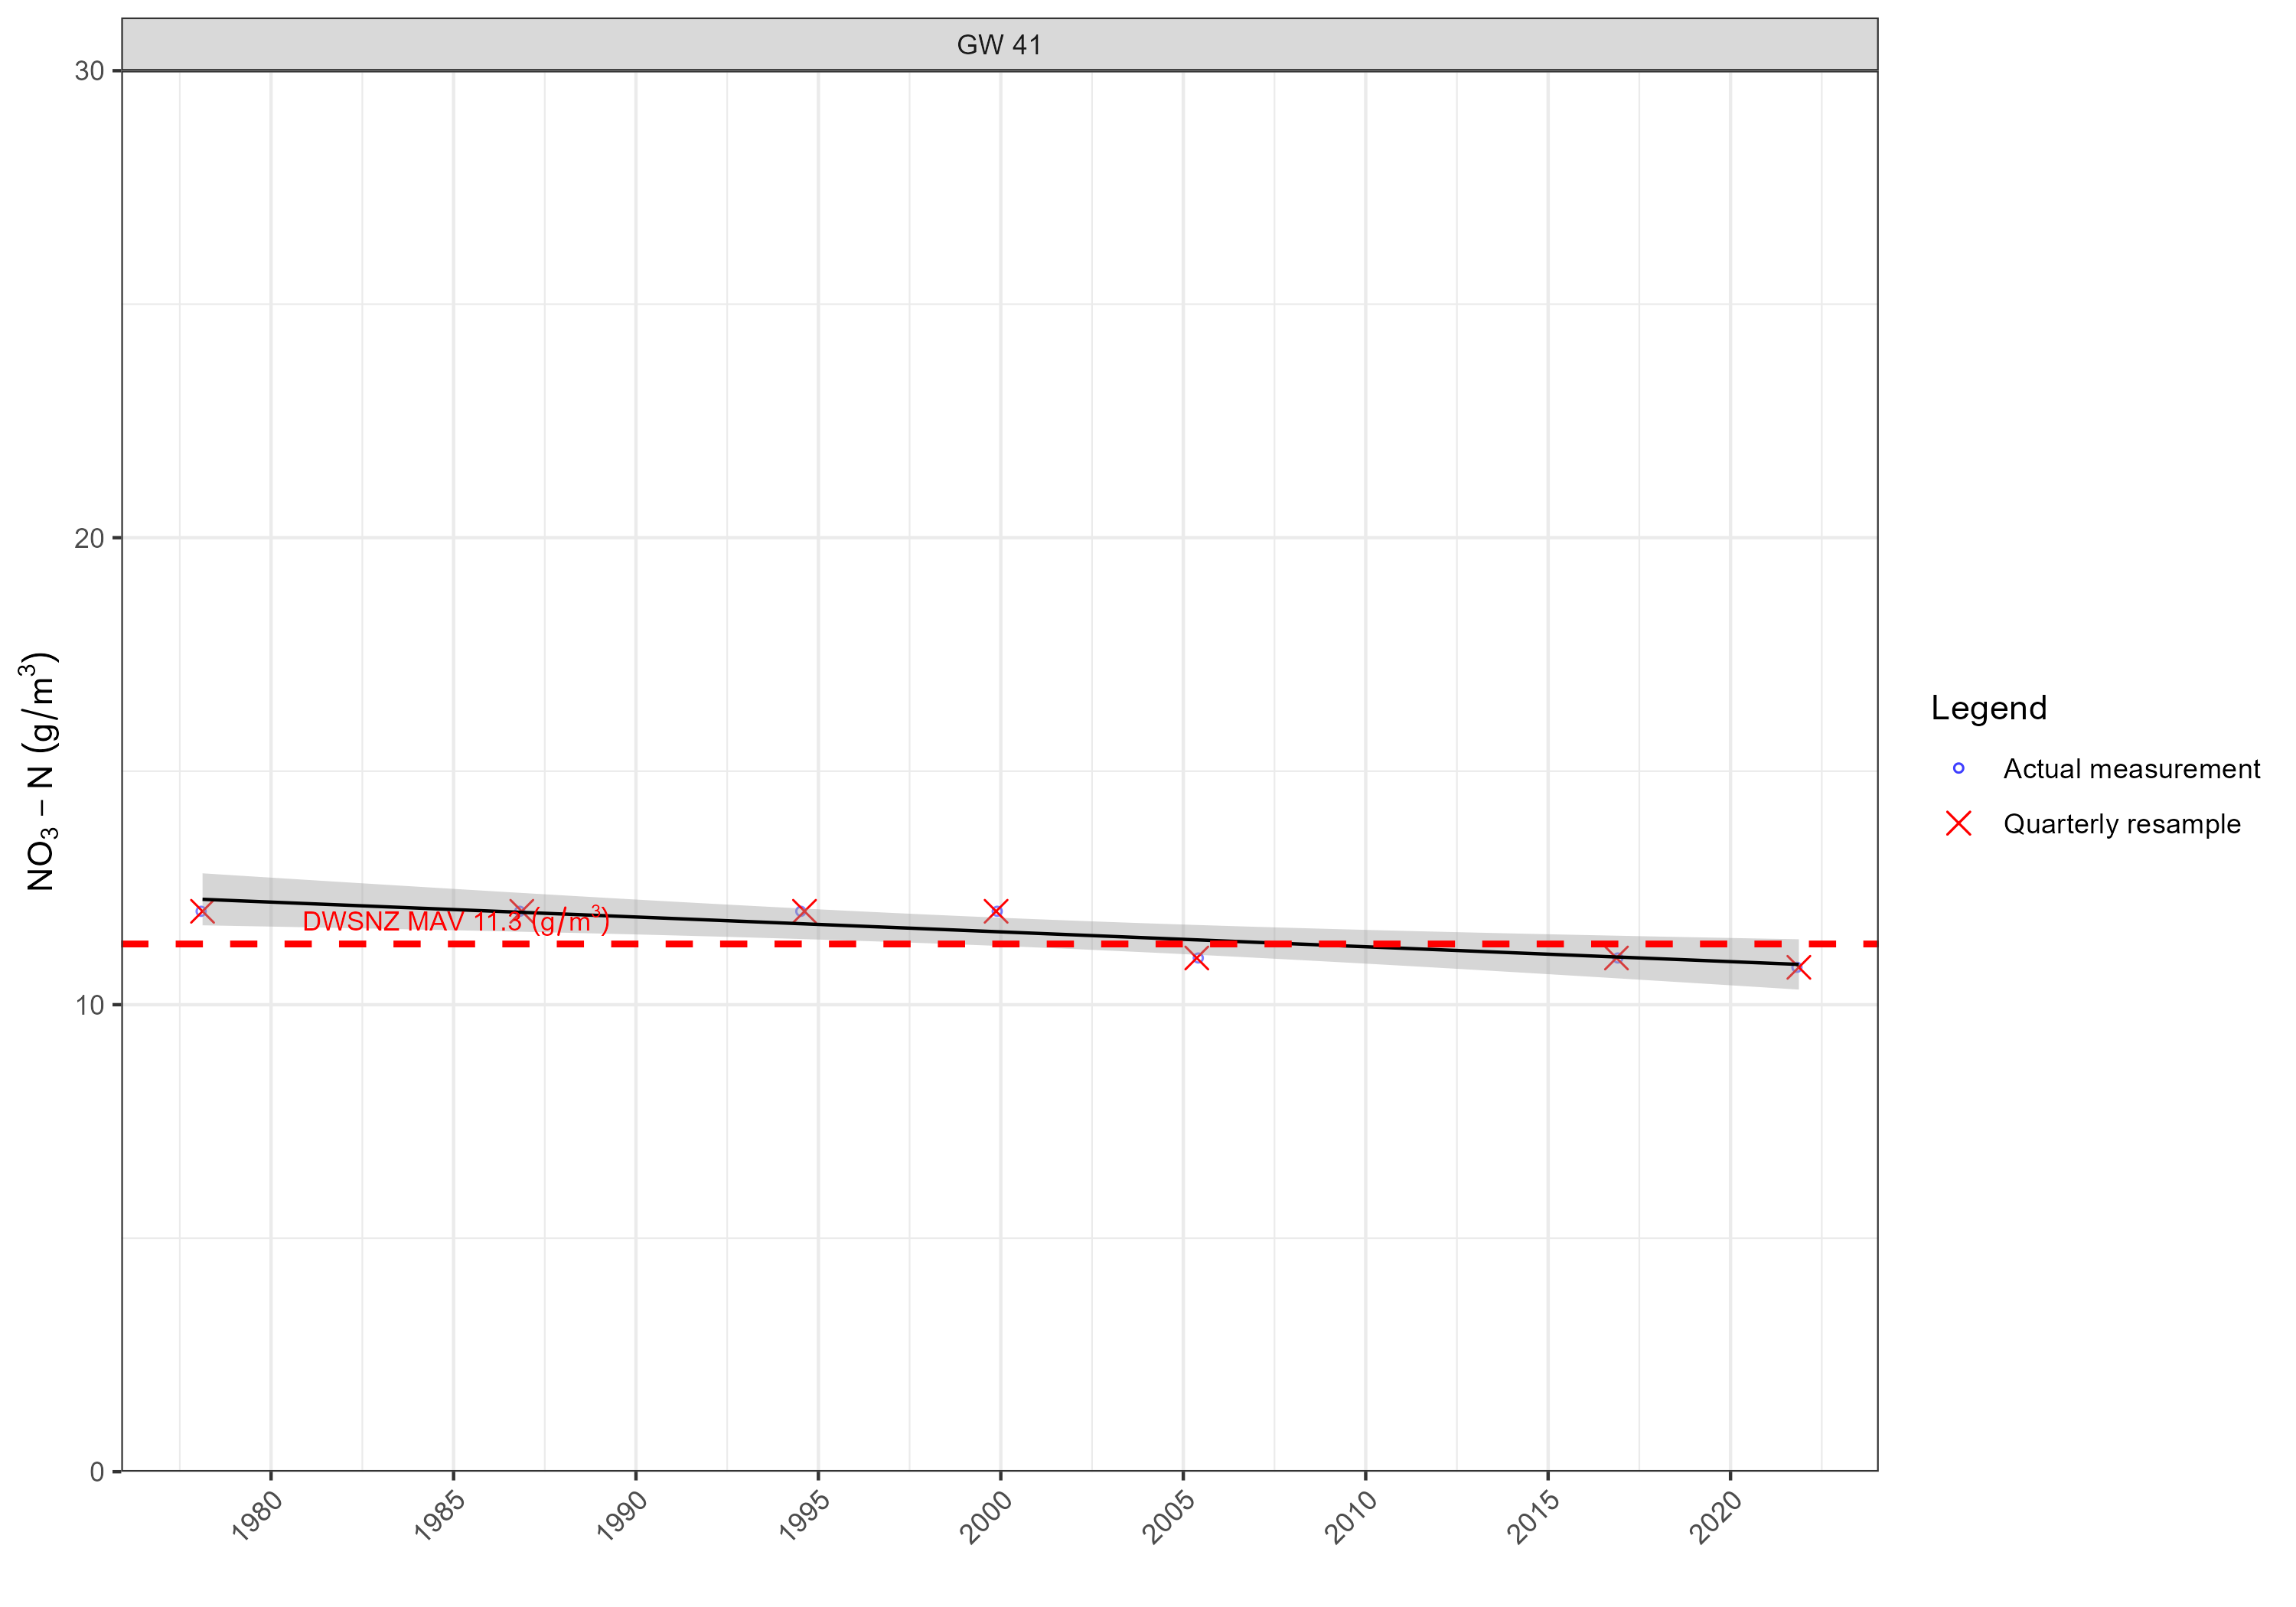 GW 41
30
20
10
0
NO₃ – N (g/m³)
DWSNZ MAV 11.3 (g/m³)
1980
1985
1990
1995
2000
2005
2010
2015
2020
Legend
Actual measurement
Quarterly resample